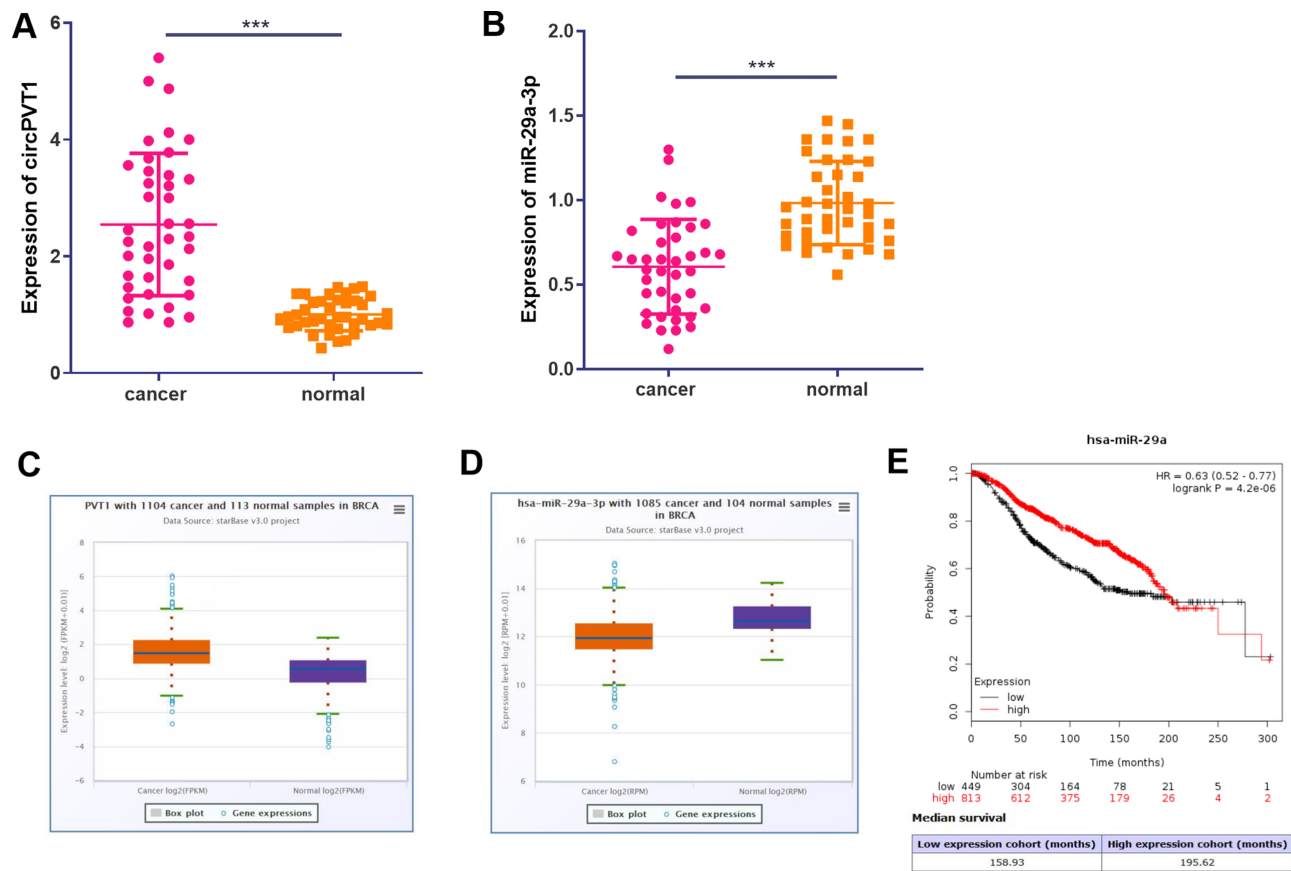 A
Expression of circPVT1
6
4
2
0
***
cancer
normal
B
Expression of miR-29a-3p
2.0
1.5
1.0
0.5
0.0
***
cancer
normal
C
PVT1 with 1104 cancer and 113 normal samples in BRCA
Data Source: starBase v3.0 project
Expression level: log2 (FPKM+0.01)]
8
6
4
2
0
−2
−4
−6
Cancer log2(FPKM)
Normal log2(FPKM)
Box plot
Gene expressions
D
hsa-miR-29a-3p with 1085 cancer and 104 normal samples
in BRCA
Data Source: starBase v3.0 project
Expression level: log2 [RPM+0.01]
16
14
12
10
8
6
Cancer log2(RPM)
Normal log2(RPM)
Box plot
Gene expressions
E
hsa-miR-29a
HR = 0.63 (0.52 - 0.77)
logrank P = 4.2e-06
Probability
1.0
0.8
0.6
0.4
0.2
0.0
Expression
low
high
0 50 100 150 200 250 300
Time (months)
Number at risk
low 449 304 164 78 21 5 1
high 813 612 375 179 26 4 2
Median survival
Low expression cohort (months) High expression cohort (months)
158.93 195.62